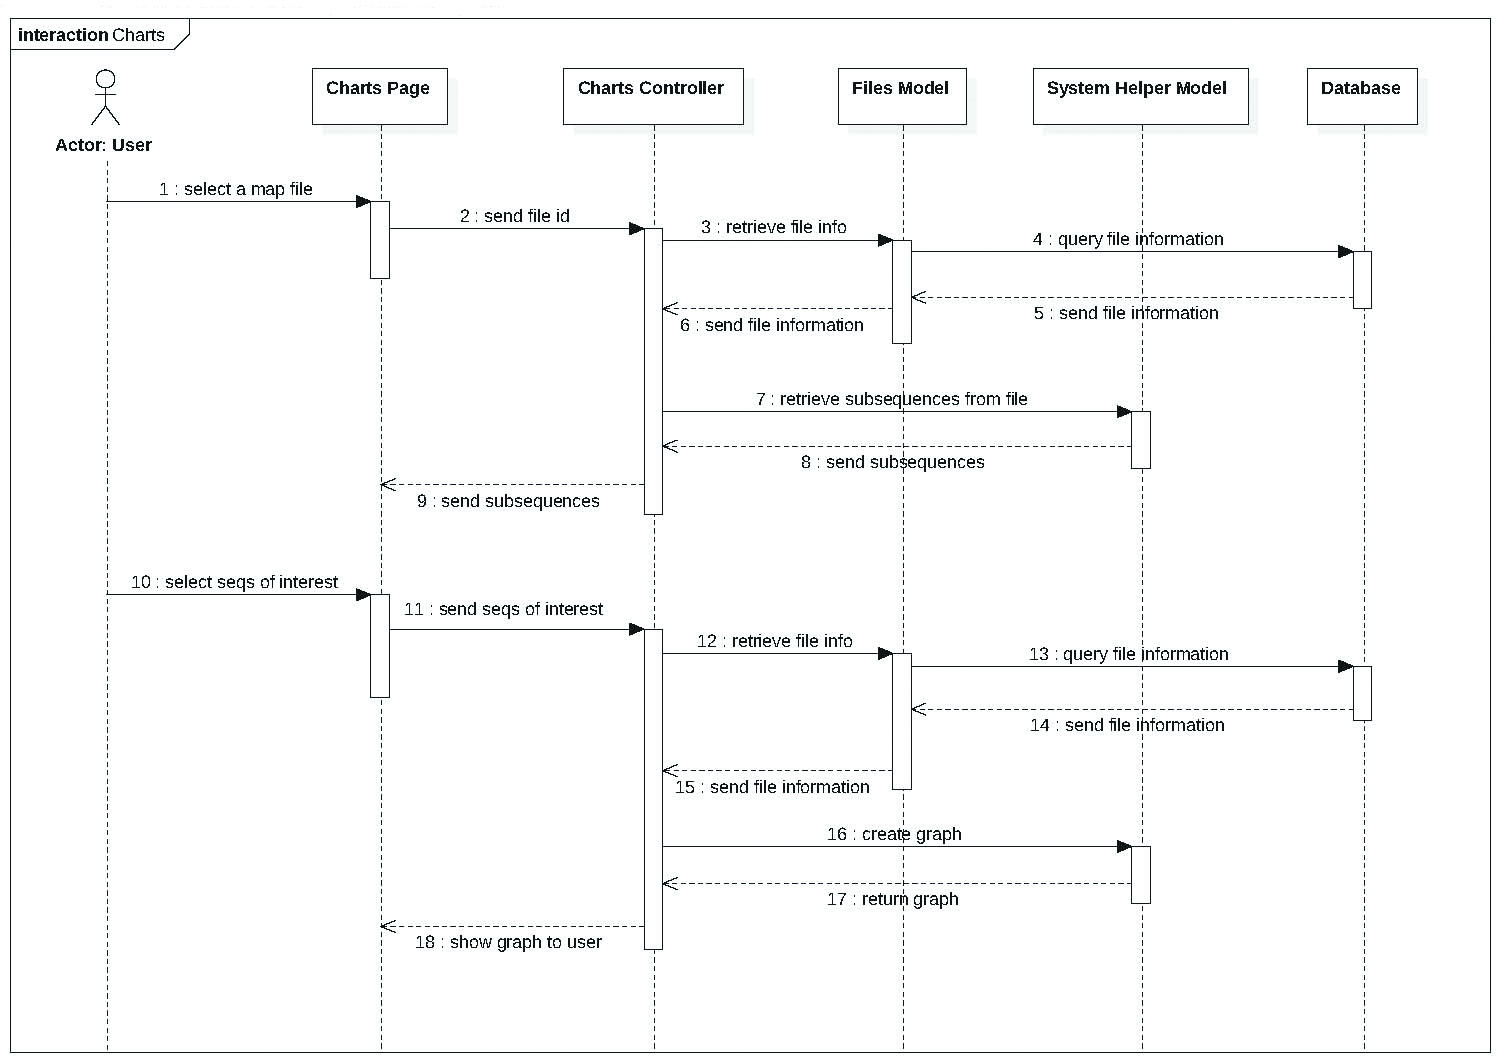 interaction Charts
Charts Page
Charts Controller
Files Model
System Helper Model
Database
Actor: User
1 : select a map file
2 : send file id
3 : retrieve file info
4 : query file information
5 : send file information
6 : send file information
7 : retrieve subsequences from file
8 : send subsequences
9 : send subsequences
10 : select seqs of interest
11 : send seqs of interest
12 : retrieve file info
13 : query file information
14 : send file information
15 : send file information
16 : create graph
17 : return graph
18 : show graph to user